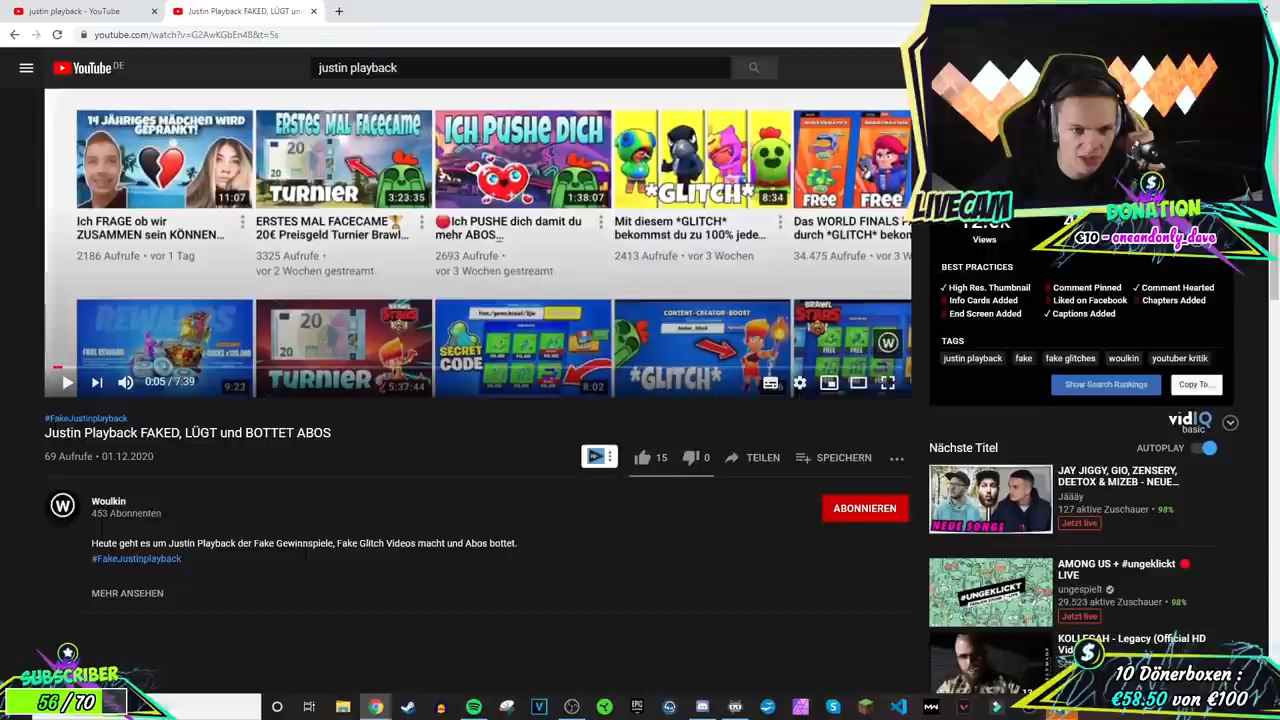 justin playback - YouTube
Justin Playback FAKED, LÜGT un
youtube.com/watch?v=G2AwKGbEn48&t=5s
YouTube DE
justin playback
14 JÄHRIGES MÄDCHEN WIRD
GEPRANKT!
11:07
ERSTES MAL FACECAME
TURNIER
3:23:35
ICH PUSHE DICH
1:38:07
*GLITCH*
8:34
FREE
FREE
Ich FRAGE ob wir
ZUSAMMEN sein KÖNNEN...
2186 Aufrufe · vor 1 Tag
ERSTES MAL FACECAME🏆
20€ Preisgeld Turnier Brawl...
3325 Aufrufe ·
vor 2 Wochen gestreamt
🔴Ich PUSHE dich damit du
mehr ABOS...
2693 Aufrufe ·
vor 3 Wochen gestreamt
Mit diesem *GLITCH*
bekommst du zu 100% jede...
2413 Aufrufe · vor 3 Wochen
Das WORLD FINALS
durch *GLITCH* bekommen
34.475 Aufrufe · vor 3 W
9:23
TURNIER
5:37:44
SECRET
CODE
8:02
CONTENT-CREATOR-BOOST
*GLITCH*
BRAWL
STARS
FREE
0:05 / 7:39
#FakeJustinplayback
Justin Playback FAKED, LÜGT und BOTTET ABOS
69 Aufrufe • 01.12.2020
15
0
TEILEN
SPEICHERN
W
Woulkin
453 Abonnenten
ABONNIEREN
Heute geht es um Justin Playback der Fake Gewinnspiele, Fake Glitch Videos macht und Abos bottet.
#FakeJustinplayback
MEHR ANSEHEN
LIVECAM
DONATION
€10 - oneandonly_dave
Views
BEST PRACTICES
✓ High Res. Thumbnail
Comment Pinned
✓ Comment Hearted
Info Cards Added
Liked on Facebook
Chapters Added
End Screen Added
✓ Captions Added
TAGS
justin playback
fake
fake glitches
woulkin
youtuber kritik
Show Search Rankings
Copy To...
vidIQ
basic
Nächste Titel
AUTOPLAY
NEUE SONGS
JAY JIGGY, GIO, ZENSERY,
DEETOX & MIZEB - NEUE...
Jäääy
127 aktive Zuschauer • 98%
Jetzt live
#UNGEKLICKT
AMONG US + #ungeklickt 🔴
LIVE
ungespielt
29.523 aktive Zuschauer • 98%
Jetzt live
KOLLEGAH - Legacy (Official HD
SUBSCRIBER
56 / 70
10 Dönerboxen :
€58.50 von €100